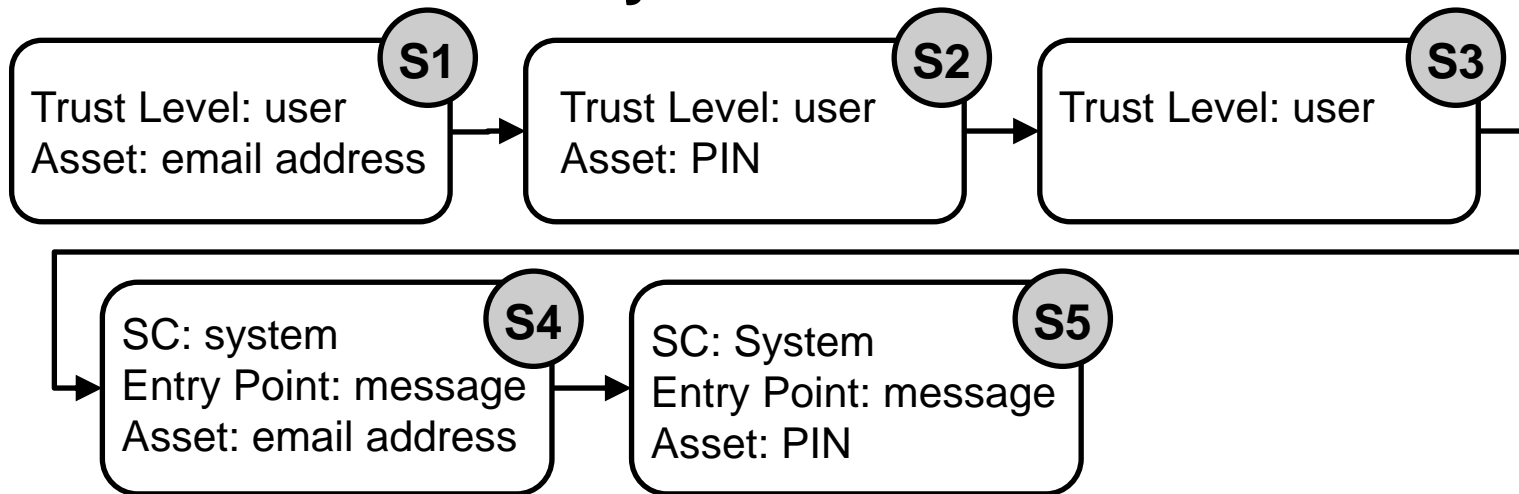 S1
Trust Level: user
Asset: email address
S2
Trust Level: user
Asset: PIN
S3
Trust Level: user
S4
SC: system
Entry Point: message
Asset: email address
S5
SC: System
Entry Point: message
Asset: PIN